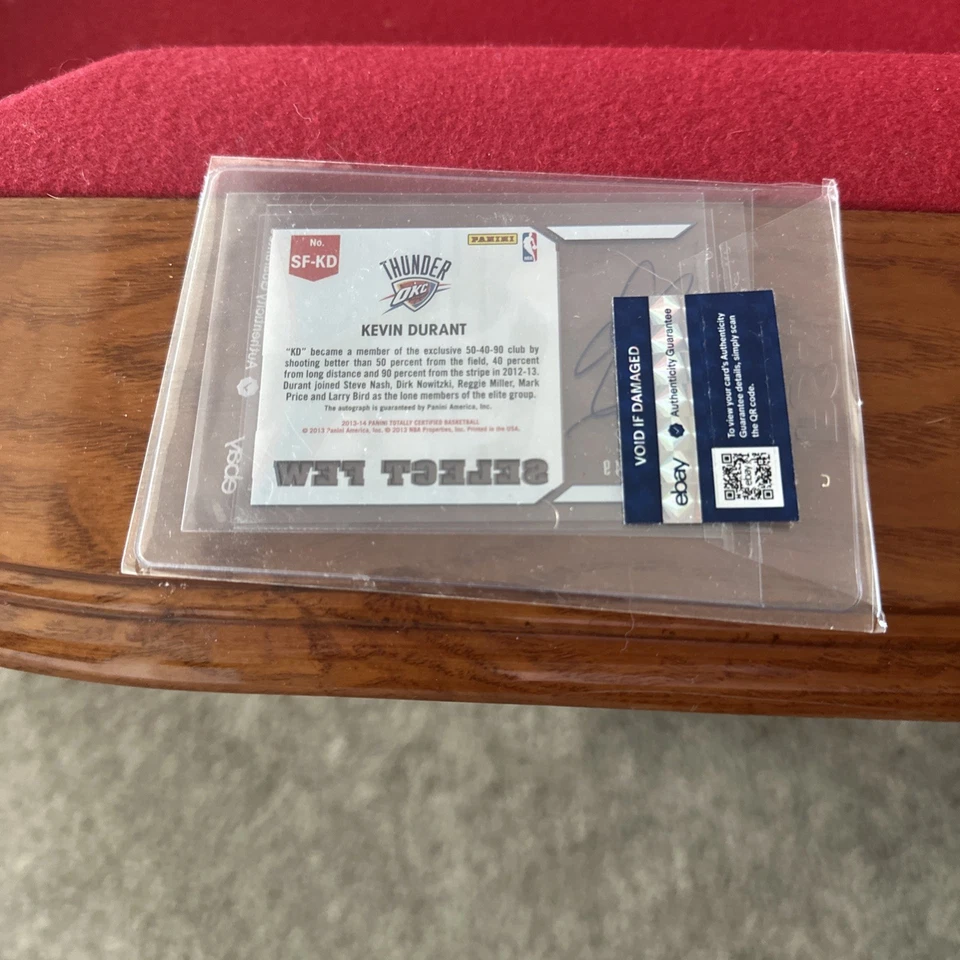 No.
SF-KD
THUNDER
OKC
PANINI
KEVIN DURANT
"KD" became a member of the exclusive 50-40-90 club by
shooting better than 50 percent from the field, 40 percent
from long distance and 90 percent from the stripe in 2012-13.
Durant joined Steve Nash, Dirk Nowitzki, Reggie Miller, Mark
Price and Larry Bird as the lone members of the elite group.
The autograph is guaranteed by Panini America, Inc.
2013-14 PANINI TOTALLY CERTIFIED BASKETBALL
© 2013 Panini America, Inc. © 2013 NBA Properties, Inc. Printed in the USA.
SELECT FEW
VOID IF DAMAGED
ebay Authenticity Guarantee
To view your card's Authenticity
Guarantee details, simply scan
the QR code.
ebay
ebay